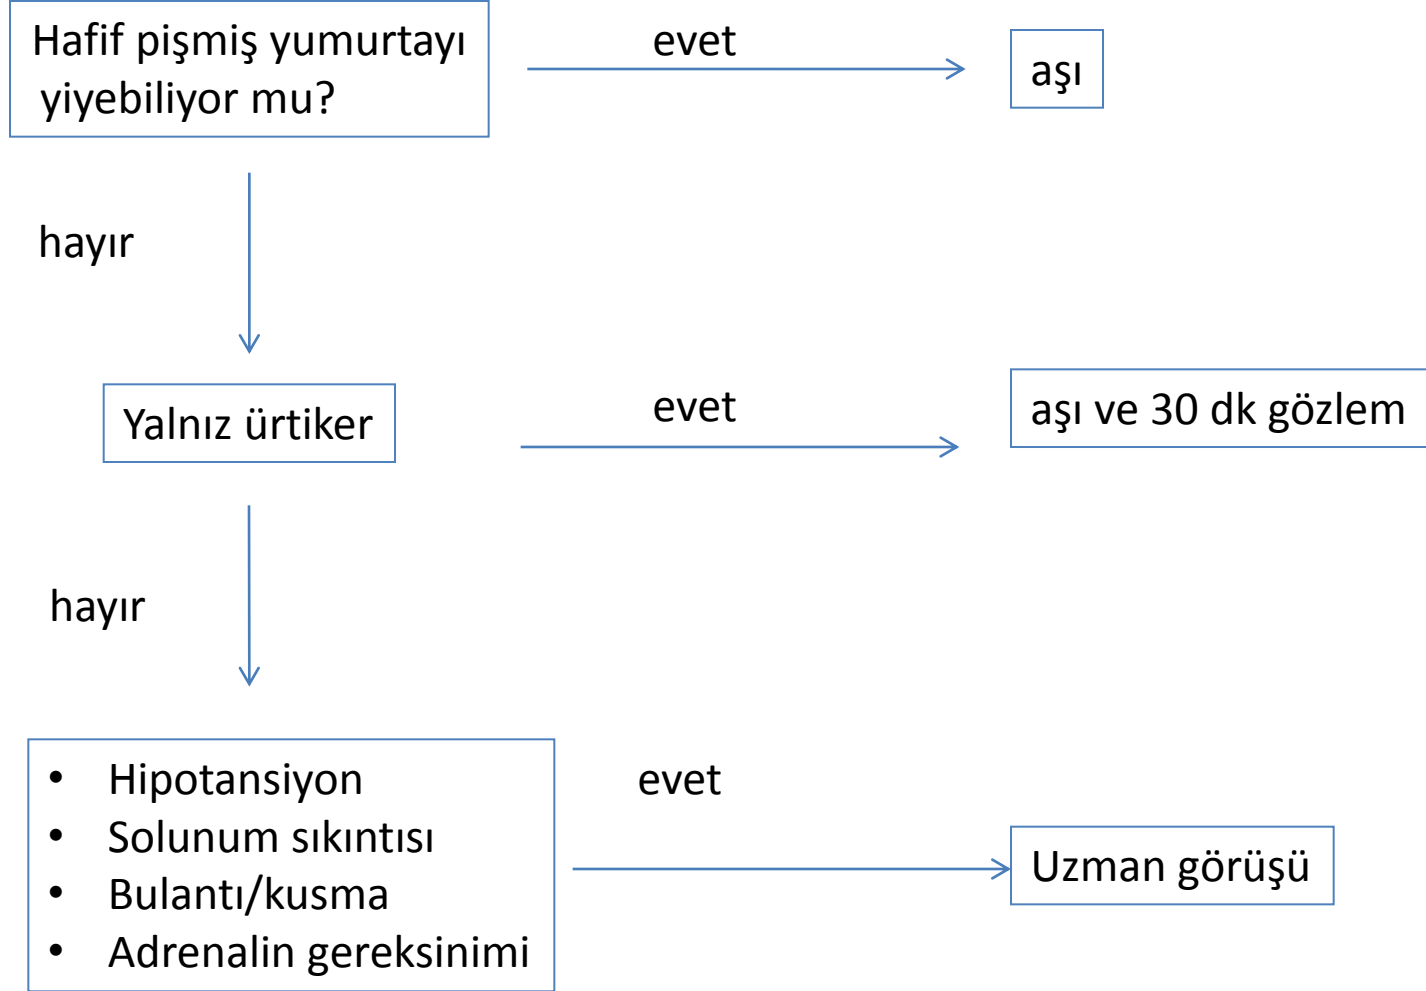 Hafif pişmiş yumurtayı
yiyebiliyor mu?
evet
aşı
hayır
Yalnız ürtiker
evet
aşı ve 30 dk gözlem
hayır
• Hipotansiyon
• Solunum sıkıntısı
• Bulantı/kusma
• Adrenalin gereksinimi
evet
Uzman görüşü